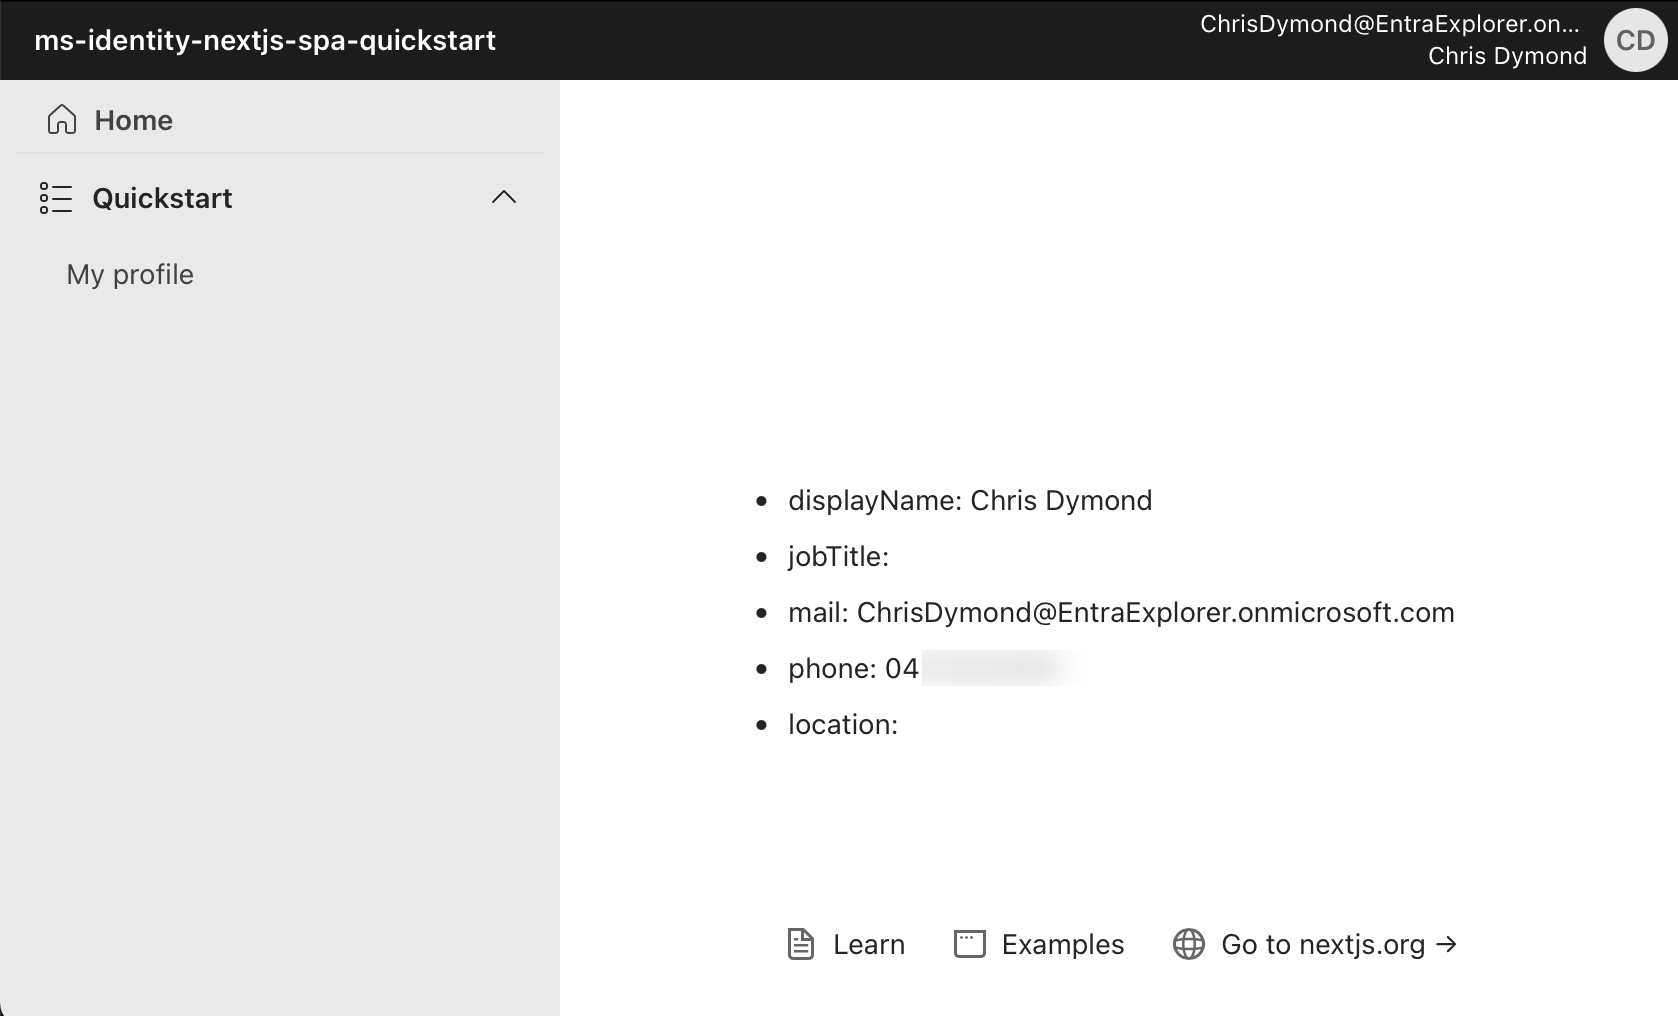 ms-identity-nextjs-spa-quickstart
ChrisDymond@EntraExplorer.on...
Chris Dymond
CD
Home
Quickstart
My profile
• displayName: Chris Dymond
• jobTitle:
• mail: ChrisDymond@EntraExplorer.onmicrosoft.com
• phone: 04
• location:
Learn
Examples
Go to nextjs.org →